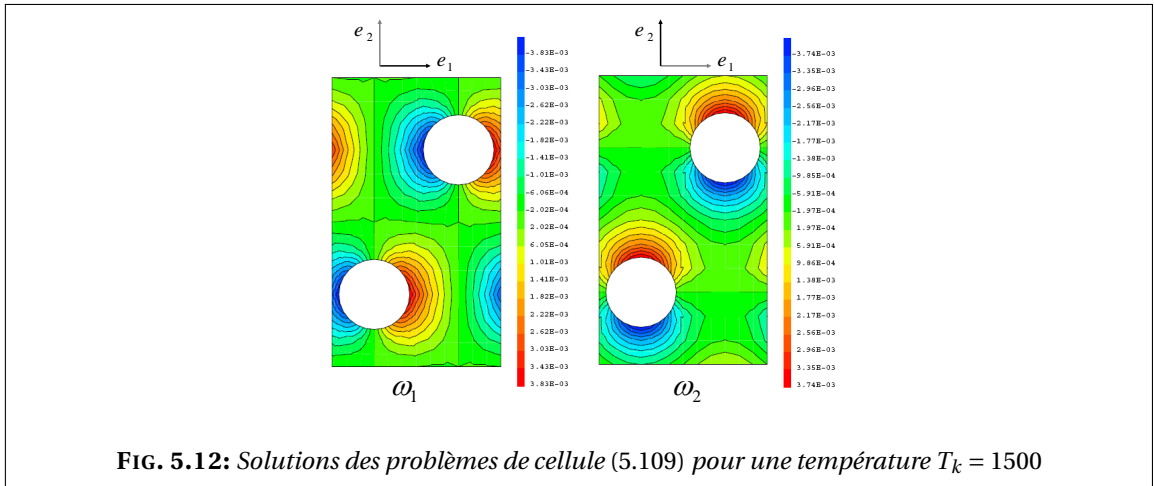 e 2
e 1
-3.83E-03
-3.43E-03
-3.03E-03
-2.62E-03
-2.22E-03
-1.82E-03
-1.41E-03
-1.01E-03
-6.06E-04
-2.02E-04
2.02E-04
6.05E-04
1.01E-03
1.41E-03
1.82E-03
2.22E-03
2.62E-03
3.03E-03
3.43E-03
3.83E-03
ω1
e 2
e 1
-3.74E-03
-3.35E-03
-2.96E-03
-2.56E-03
-2.17E-03
-1.77E-03
-1.38E-03
-9.85E-04
-5.91E-04
-1.97E-04
1.97E-04
5.91E-04
9.86E-04
1.38E-03
1.77E-03
2.17E-03
2.56E-03
2.96E-03
3.35E-03
3.74E-03
ω2
FIG. 5.12: Solutions des problèmes de cellule (5.109) pour une température Tk = 1500